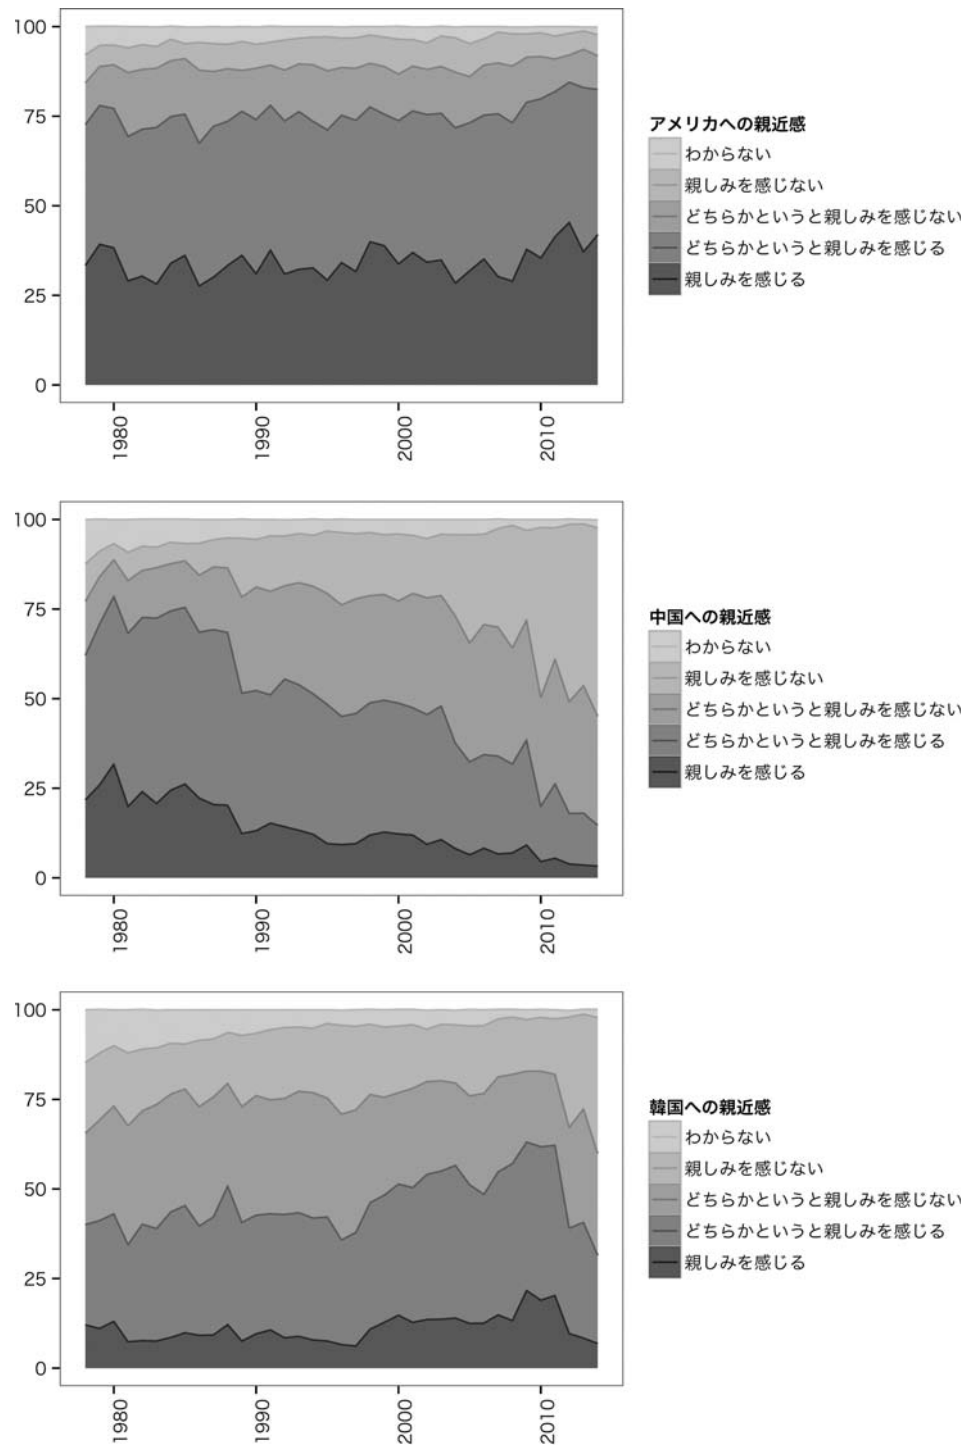 100
75
50
25
0
1980
1990
2000
2010
アメリカへの親近感
わからない
親しみを感じない
どちらかというと親しみを感じない
どちらかというと親しみを感じる
親しみを感じる
100
75
50
25
0
1980
1990
2000
2010
中国への親近感
わからない
親しみを感じない
どちらかというと親しみを感じない
どちらかというと親しみを感じる
親しみを感じる
100
75
50
25
0
1980
1990
2000
2010
韓国への親近感
わからない
親しみを感じない
どちらかというと親しみを感じない
どちらかというと親しみを感じる
親しみを感じる